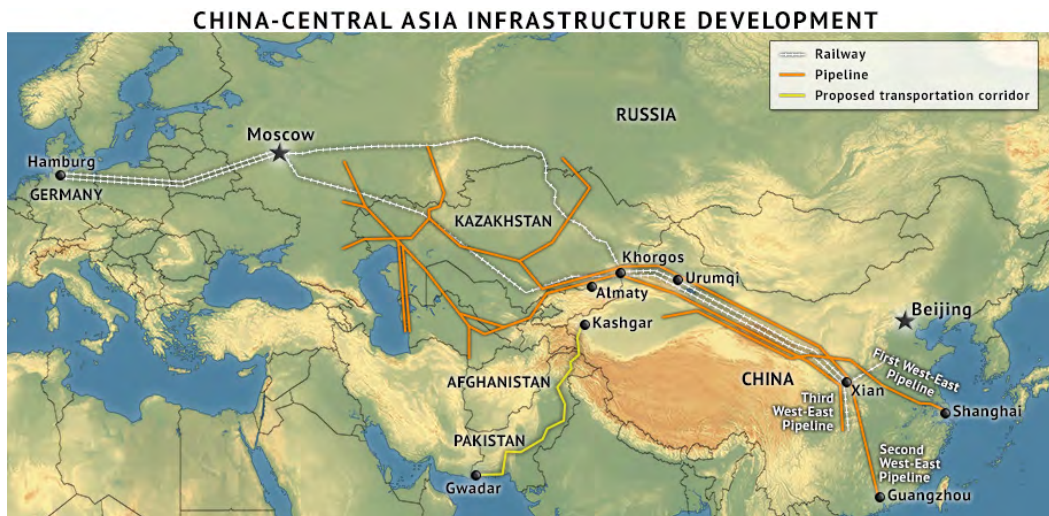 CHINA-CENTRAL ASIA INFRASTRUCTURE DEVELOPMENT
Railway
Pipeline
Proposed transportation corridor
RUSSIA
Moscow
Hamburg
GERMANY
KAZAKHSTAN
Khorgos
Urumqi
Almaty
Beijing
Kashgar
First West-East
Pipeline
AFGHANISTAN
CHINA
Xian
Third
West-East
Pipeline
Shanghai
PAKISTAN
Second
West-East
Pipeline
Gwadar
Guangzhou